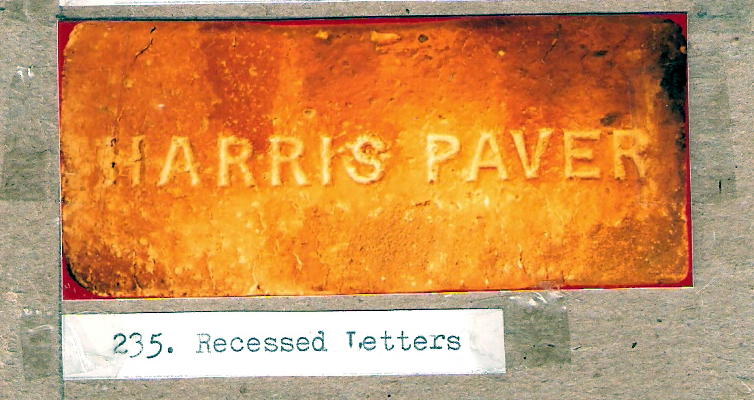 HARRIS PAVER
235. Recessed Letters